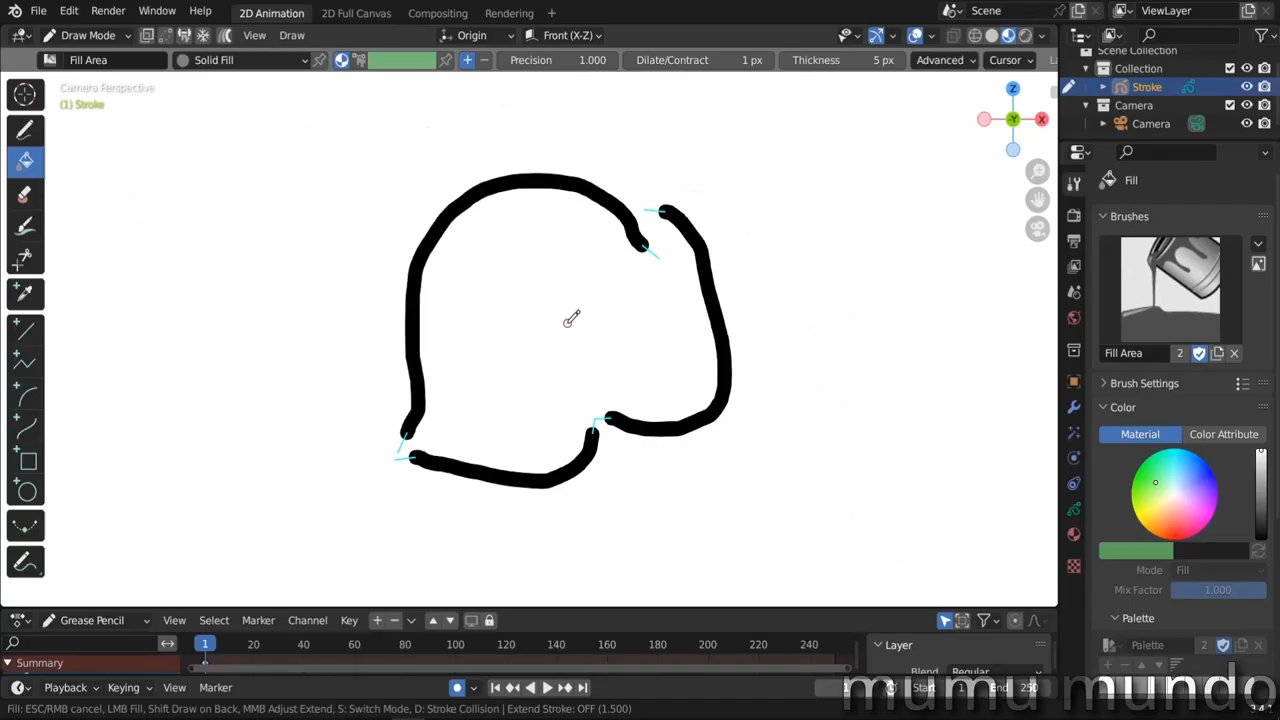 File Edit Render Window Help 2D Animation 2D Full Canvas Compositing Rendering + Scene ViewLayer
Draw Mode View Draw Origin Front (X-Z)
Fill Area Solid Fill Precision 1.000 Dilate/Contract 1 px Thickness 5 px Advanced Cursor
Camera Perspective
(1) Stroke
Z
-Y
X
Scene Collection
Collection
Stroke
Camera
Camera
Fill
Brushes
Fill Area 2
Brush Settings
Color
Material Color Attribute
Mode Fill
Mix Factor 1.000
Palette
Palette 2
Grease Pencil View Select Marker Channel Key
1 20 40 60 80 100 120 140 160 180 200 220 240
Summary
Layer
Blend Regular
Playback Keying View Marker 1 Start 1 End 250
Fill: ESC/RMB cancel, LMB Fill, Shift Draw on Back, MMB Adjust Extend, S: Switch Mode, D: Stroke Collision | Extend Stroke: OFF (1.500)
3.4.1
mumu mundo